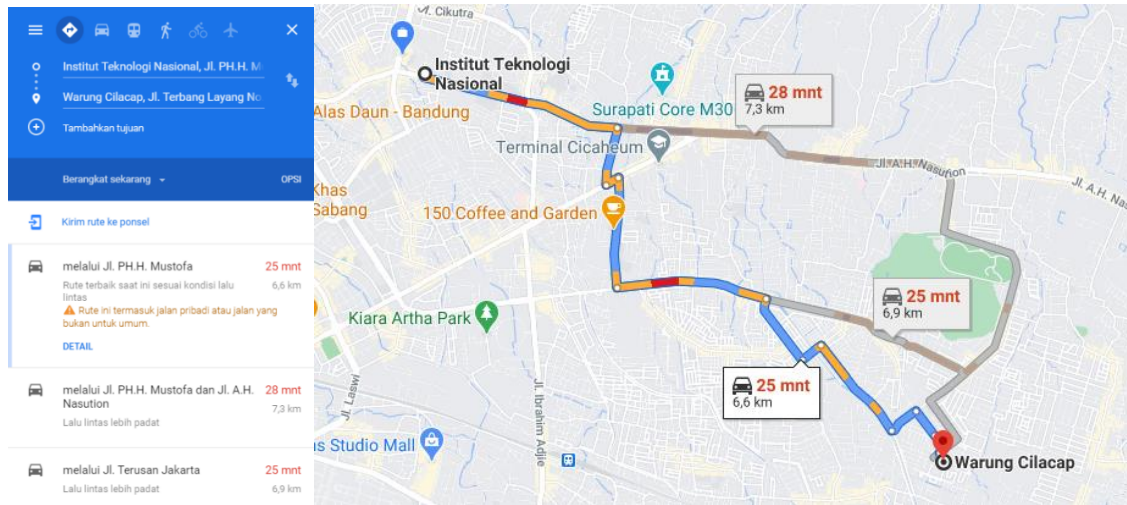 Institut Teknologi Nasional, Jl. PH.H. M
Warung Cilacap, Jl. Terbang Layang No
Tambahkan tujuan
Berangkat sekarang
OPSI
Kirim rute ke ponsel
melalui Jl. PH.H. Mustofa 25 mnt
Rute terbaik saat ini sesuai kondisi lalu 6,6 km
lintas
Rute ini termasuk jalan pribadi atau jalan yang
bukan untuk umum.
DETAIL
melalui Jl. PH.H. Mustofa dan Jl. A.H. 28 mnt
Nasution 7,3 km
Lalu lintas lebih padat
melalui Jl. Terusan Jakarta 25 mnt
Lalu lintas lebih padat 6,9 km
Jl. Cikutra
Institut Teknologi
Nasional
Alas Daun - Bandung
Surapati Core M30
28 mnt
7,3 km
Terminal Cicaheum
Jl. A.H. Nasution
Jl. A.H. Nas
Khas
Sabang
150 Coffee and Garden
25 mnt
6,9 km
Kiara Artha Park
25 mnt
6,6 km
Jl. Laswi
Jl. Ibrahim Adjie
s Studio Mall
Warung Cilacap